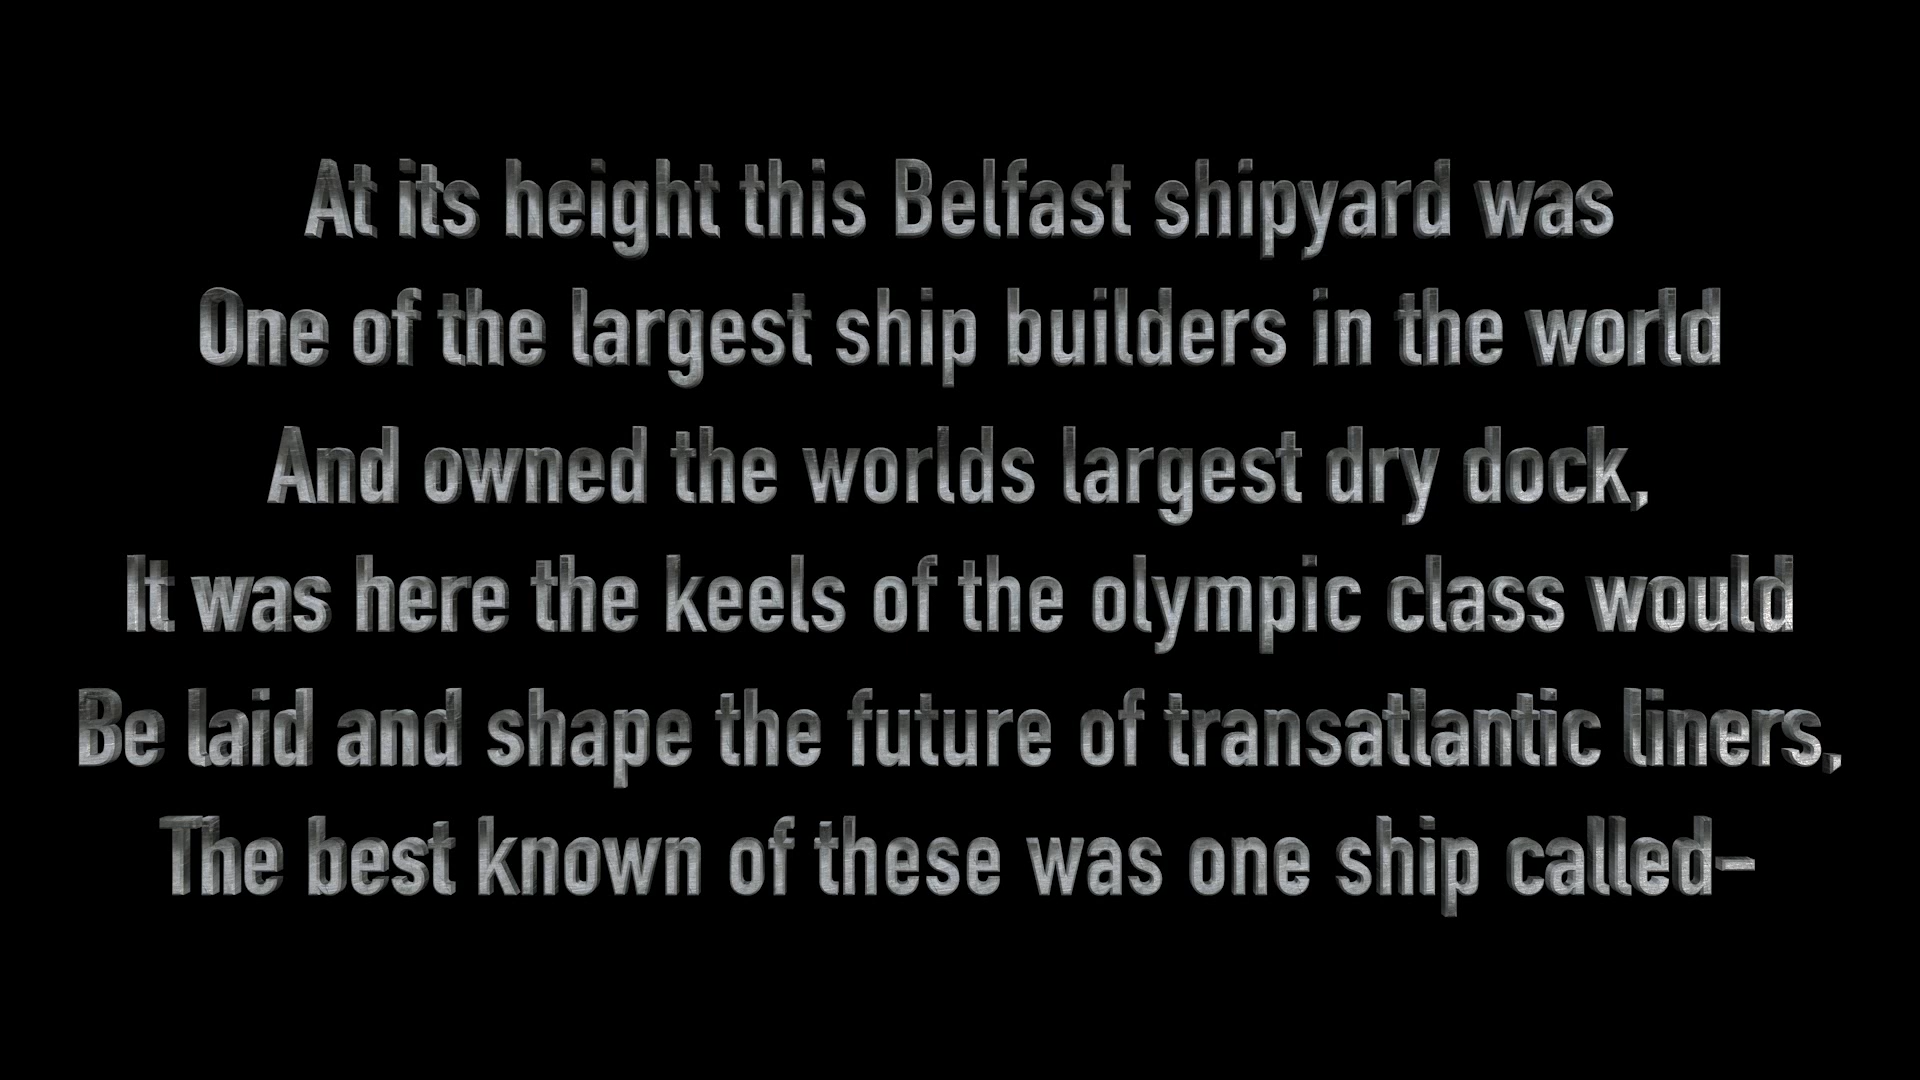 At its height this Belfast shipyard was
One of the largest ship builders in the world
And owned the worlds largest dry dock,
It was here the keels of the olympic class would
Be laid and shape the future of transatlantic liners,
The best known of these was one ship called-